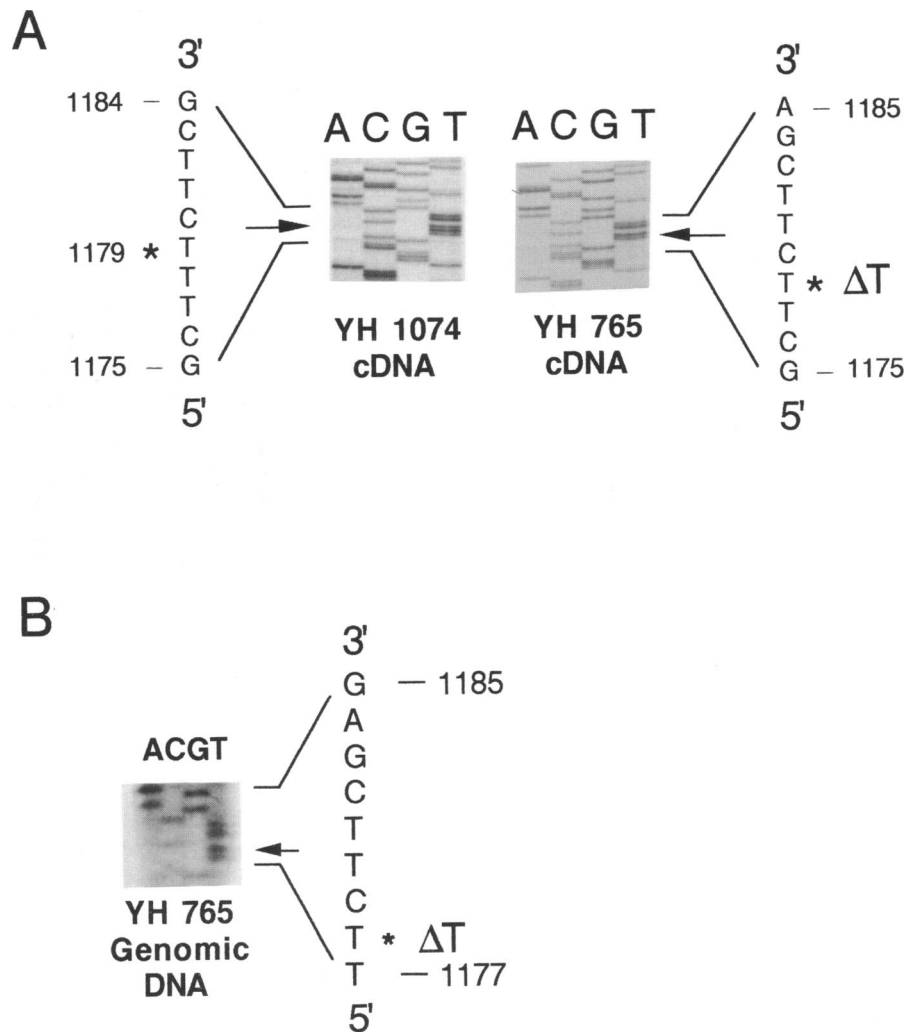 A
3'
1184 –
G
C
T
T
C
1179 *
T
T
T
C
1175 –
G
5'
A C G T
YH 1074
cDNA
A C G T
YH 765
cDNA
3'
A – 1185
G
C
T
T
C
T * ΔT
T
C
G – 1175
5'
B
ACGT
YH 765
Genomic
DNA
3'
G — 1185
A
G
C
T
T
C
T * ΔT
T — 1177
5'